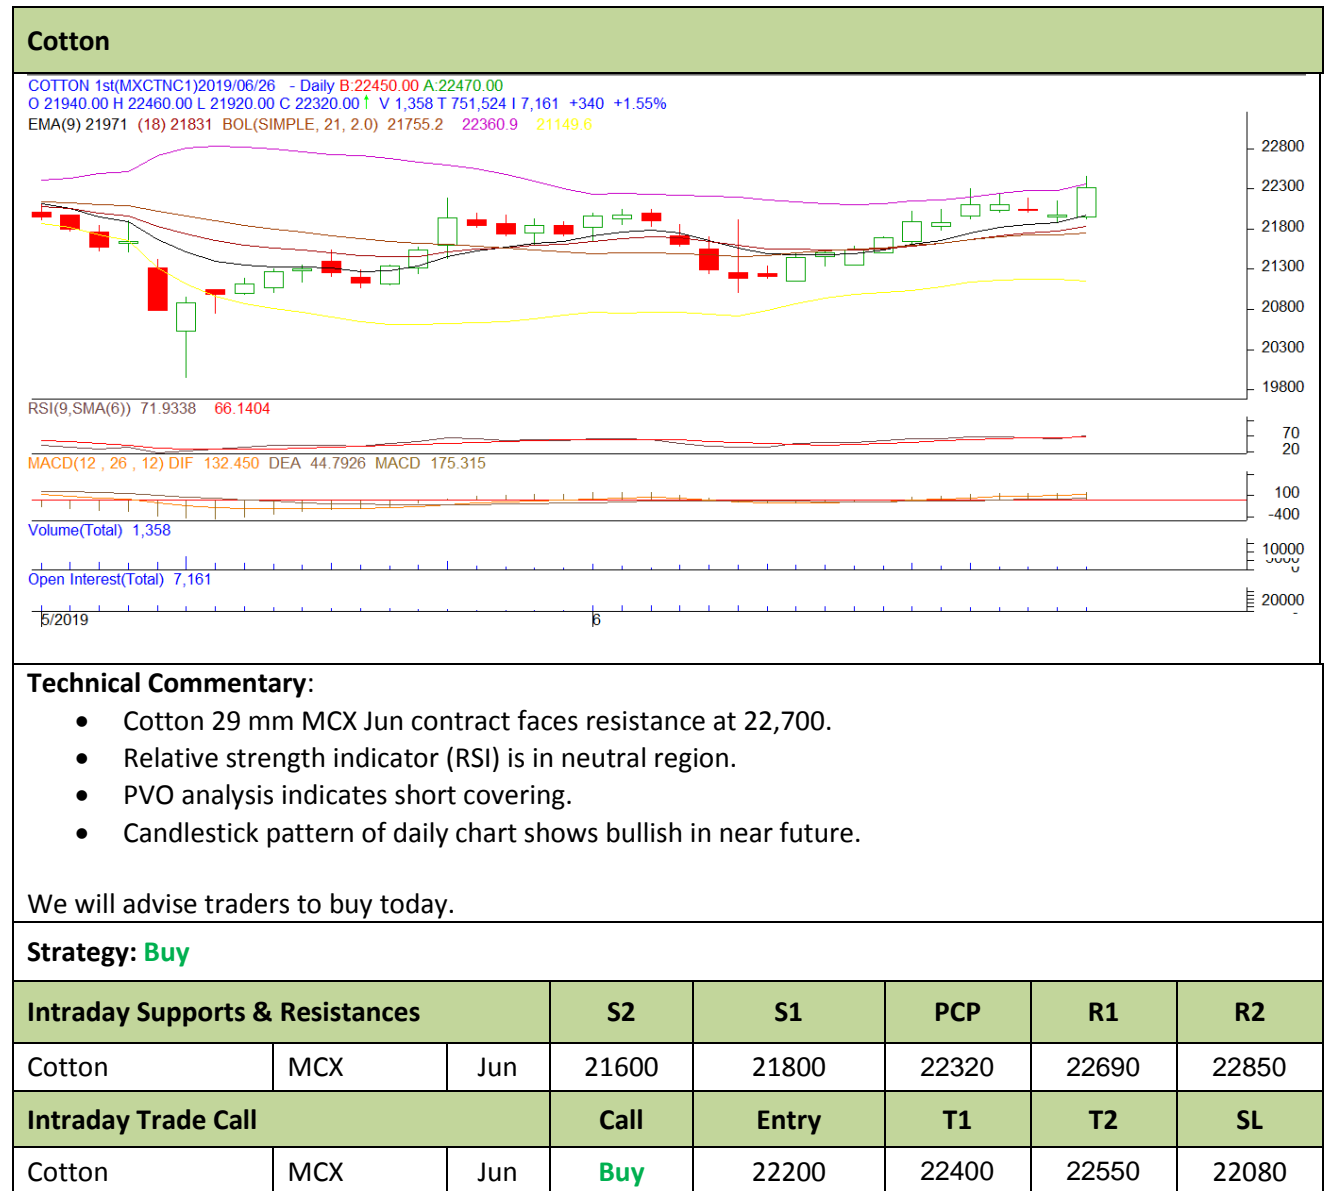 Cotton
COTTON 1st(MXCTNC1)2019/06/26 - Daily B:22450.00 A:22470.00
O 21940.00 H 22460.00 L 21920.00 C 22320.00↑ V 1,358 T 751,524 I 7,161 +340 +1.55%
EMA(9) 21971 (18) 21831 BOL(SIMPLE, 21, 2.0) 21755.2 22360.9 21149.6
22800
22300
21800
21300
20800
20300
19800
RSI(9,SMA(6)) 71.9338 66.1404
70
20
MACD(12 , 26 , 12) DIF 132.450 DEA 44.7926 MACD 175.315
100
-400
Volume(Total) 1,358
10000
0
Open Interest(Total) 7,161
20000
5/2019 6
Technical Commentary:
• Cotton 29 mm MCX Jun contract faces resistance at 22,700.
• Relative strength indicator (RSI) is in neutral region.
• PVO analysis indicates short covering.
• Candlestick pattern of daily chart shows bullish in near future.
We will advise traders to buy today.
Strategy: Buy
Intraday Supports & Resistances S2 S1 PCP R1 R2
Cotton MCX Jun 21600 21800 22320 22690 22850
Intraday Trade Call Call Entry T1 T2 SL
Cotton MCX Jun Buy 22200 22400 22550 22080